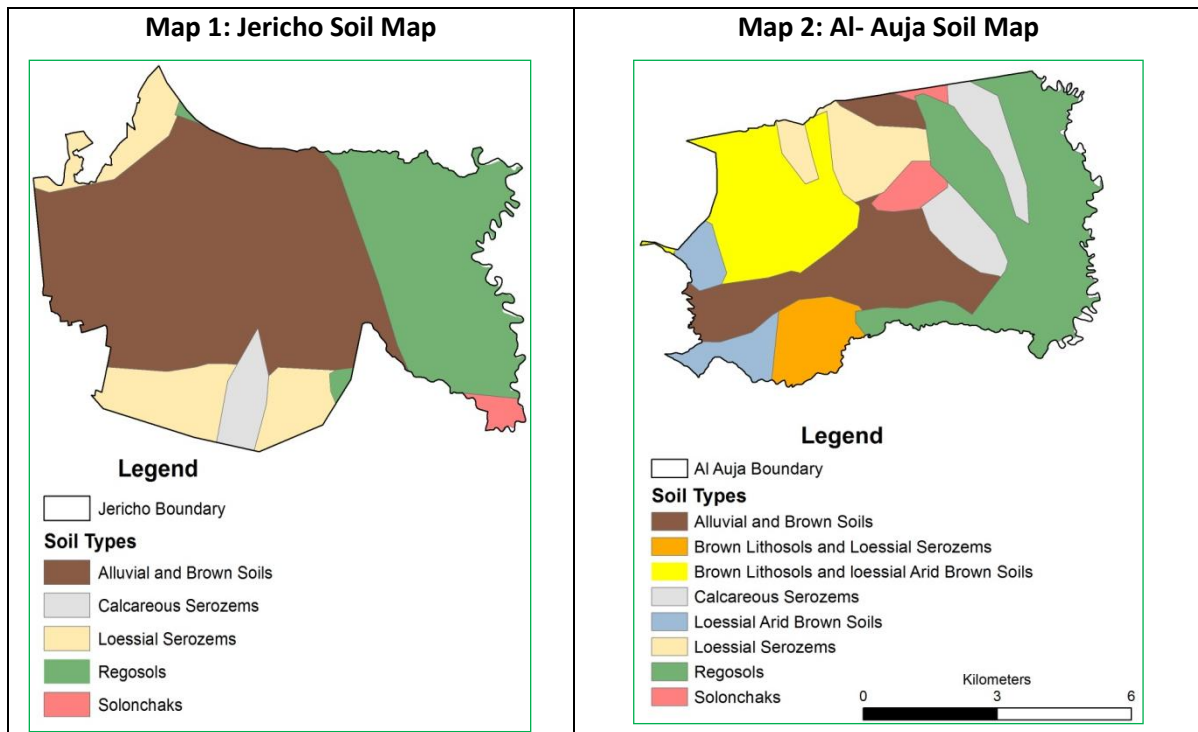 Map 1: Jericho Soil Map
Legend
Jericho Boundary
Soil Types
Alluvial and Brown Soils
Calcareous Serozems
Loessial Serozems
Regosols
Solonchaks
Map 2: Al- Auja Soil Map
Legend
Al Auja Boundary
Soil Types
Alluvial and Brown Soils
Brown Lithosols and Loessial Serozems
Brown Lithosols and loessial Arid Brown Soils
Calcareous Serozems
Loessial Arid Brown Soils
Loessial Serozems
Regosols
Solonchaks
Kilometers
0 3 6